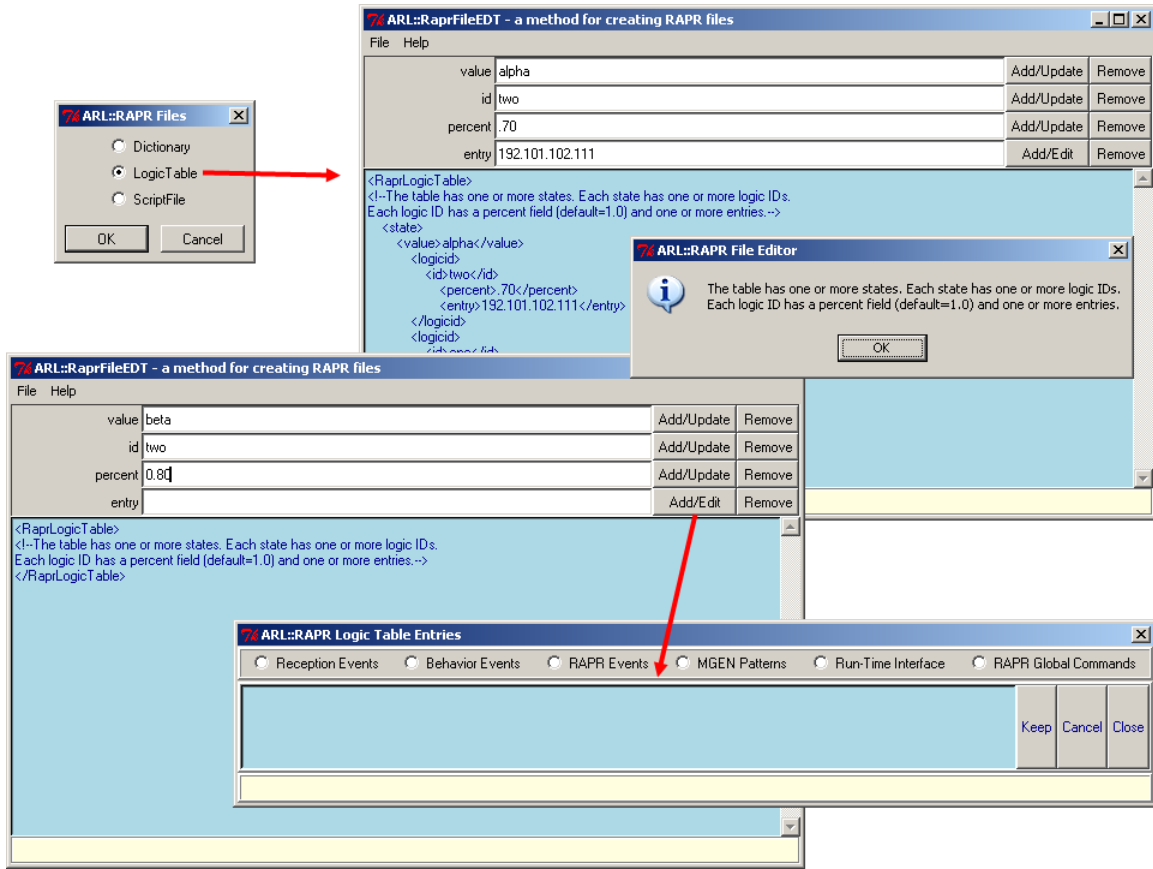 ARL::RaprFileEDT - a method for creating RAPR files
File Help
value alpha Add/Update Remove
id two Add/Update Remove
percent .70 Add/Update Remove
entry 192.101.102.111 Add/Edit Remove
<RaprLogicTable>
<!--The table has one or more states. Each state has one or more logic IDs.
Each logic ID has a percent field (default=1.0) and one or more entries.-->
<state>
<value>alpha</value>
<logicid>
<id>two</id>
<percent>.70</percent>
<entry>192.101.102.111</entry>
</logicid>
<logicid>
<id>one</id>
ARL::RAPR Files
Dictionary
LogicTable
ScriptFile
OK Cancel
ARL::RAPR File Editor
The table has one or more states. Each state has one or more logic IDs.
Each logic ID has a percent field (default=1.0) and one or more entries.
OK
ARL::RaprFileEDT - a method for creating RAPR files
File Help
value beta Add/Update Remove
id two Add/Update Remove
percent 0.80 Add/Update Remove
entry Add/Edit Remove
<RaprLogicTable>
<!--The table has one or more states. Each state has one or more logic IDs.
Each logic ID has a percent field (default=1.0) and one or more entries.-->
</RaprLogicTable>
ARL::RAPR Logic Table Entries
Reception Events Behavior Events RAPR Events MGEN Patterns Run-Time Interface RAPR Global Commands
Keep Cancel Close